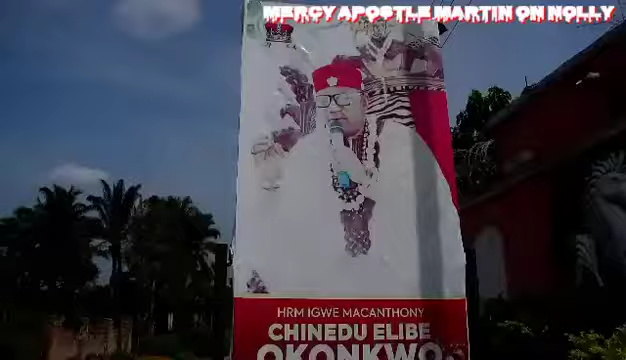 MERCY APOSTLE MARTIN ON NOLLY
HRM IGWE MACANTHONY
CHINEDU ELIBE
OKONKWO